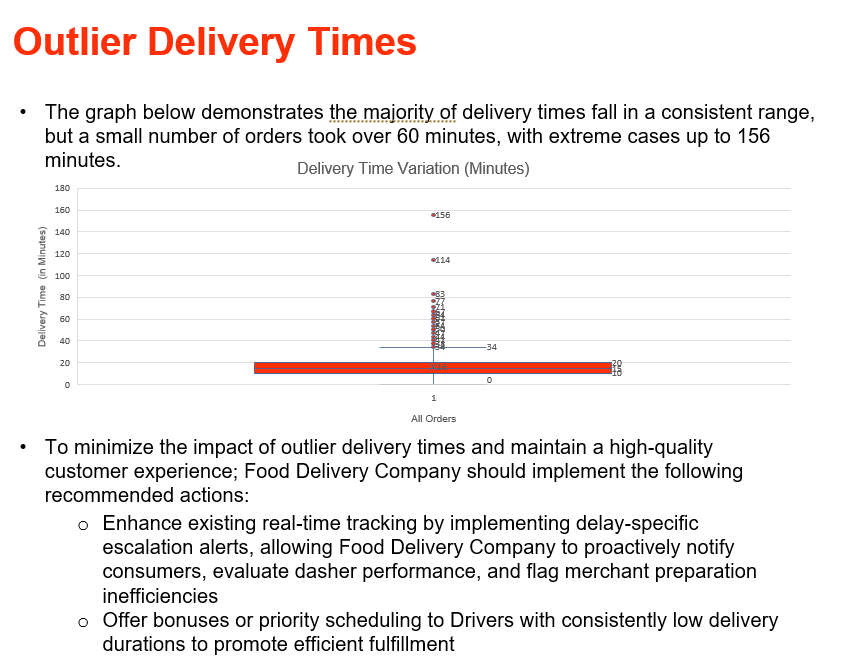 Outlier Delivery Times
• The graph below demonstrates the majority of delivery times fall in a consistent range,
but a small number of orders took over 60 minutes, with extreme cases up to 156
minutes.
Delivery Time Variation (Minutes)
180
160
140
120
100
80
60
40
20
0
Delivery Time (in Minutes)
156
114
83
77
71
34
34
20
15
10
0
1
All Orders
• To minimize the impact of outlier delivery times and maintain a high-quality
customer experience; Food Delivery Company should implement the following
recommended actions:
o Enhance existing real-time tracking by implementing delay-specific
escalation alerts, allowing Food Delivery Company to proactively notify
consumers, evaluate dasher performance, and flag merchant preparation
inefficiencies
o Offer bonuses or priority scheduling to Drivers with consistently low delivery
durations to promote efficient fulfillment